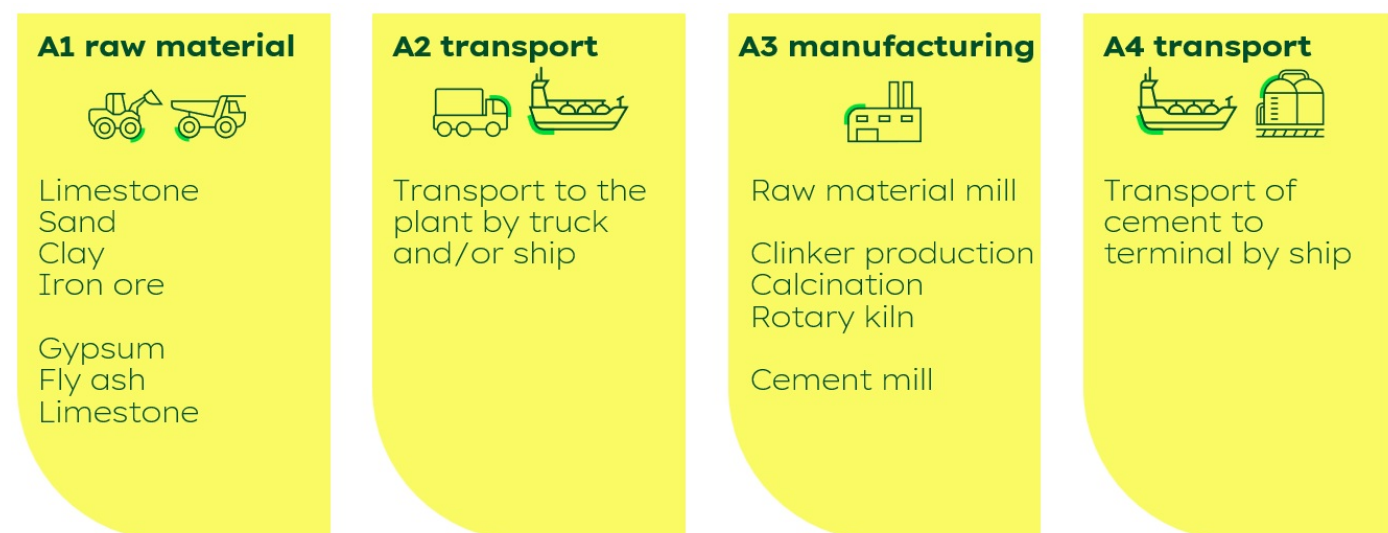 A1 raw material
Limestone
Sand
Clay
Iron ore
Gypsum
Fly ash
Limestone
A2 transport
Transport to the
plant by truck
and/or ship
A3 manufacturing
Raw material mill
Clinker production
Calcination
Rotary kiln
Cement mill
A4 transport
Transport of
cement to
terminal by ship